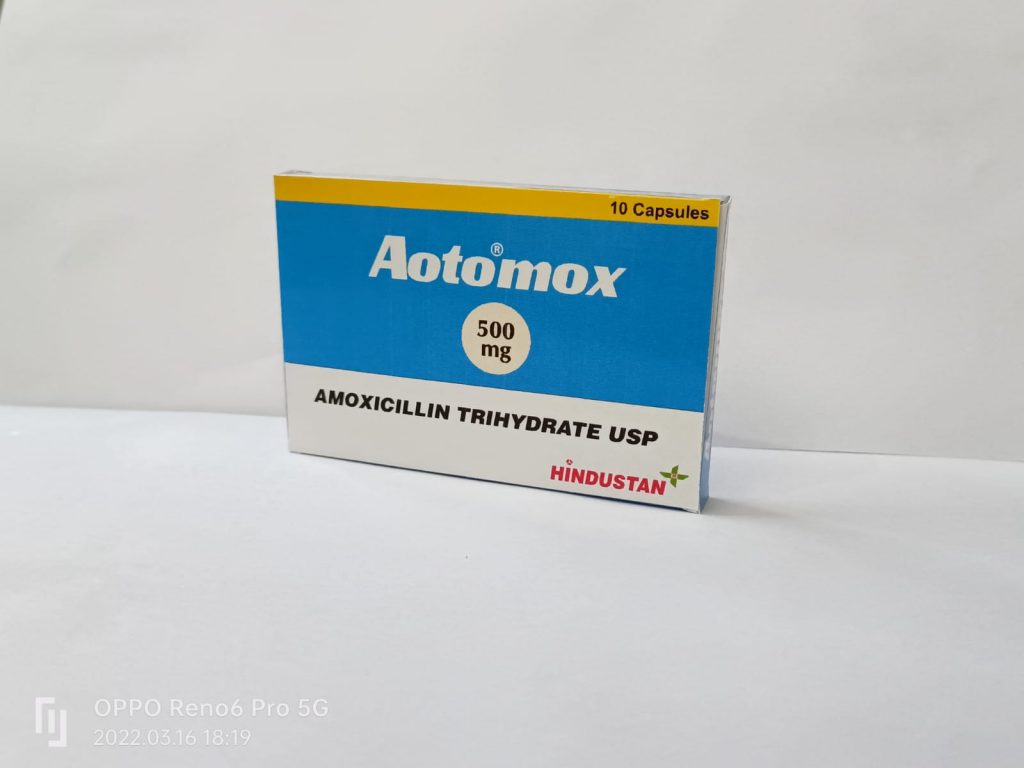 10 Capsules
Aotomox®
500
mg
AMOXICILLIN TRIHYDRATE USP
HINDUSTAN
OPPO Reno6 Pro 5G
2022.03.16 18:19